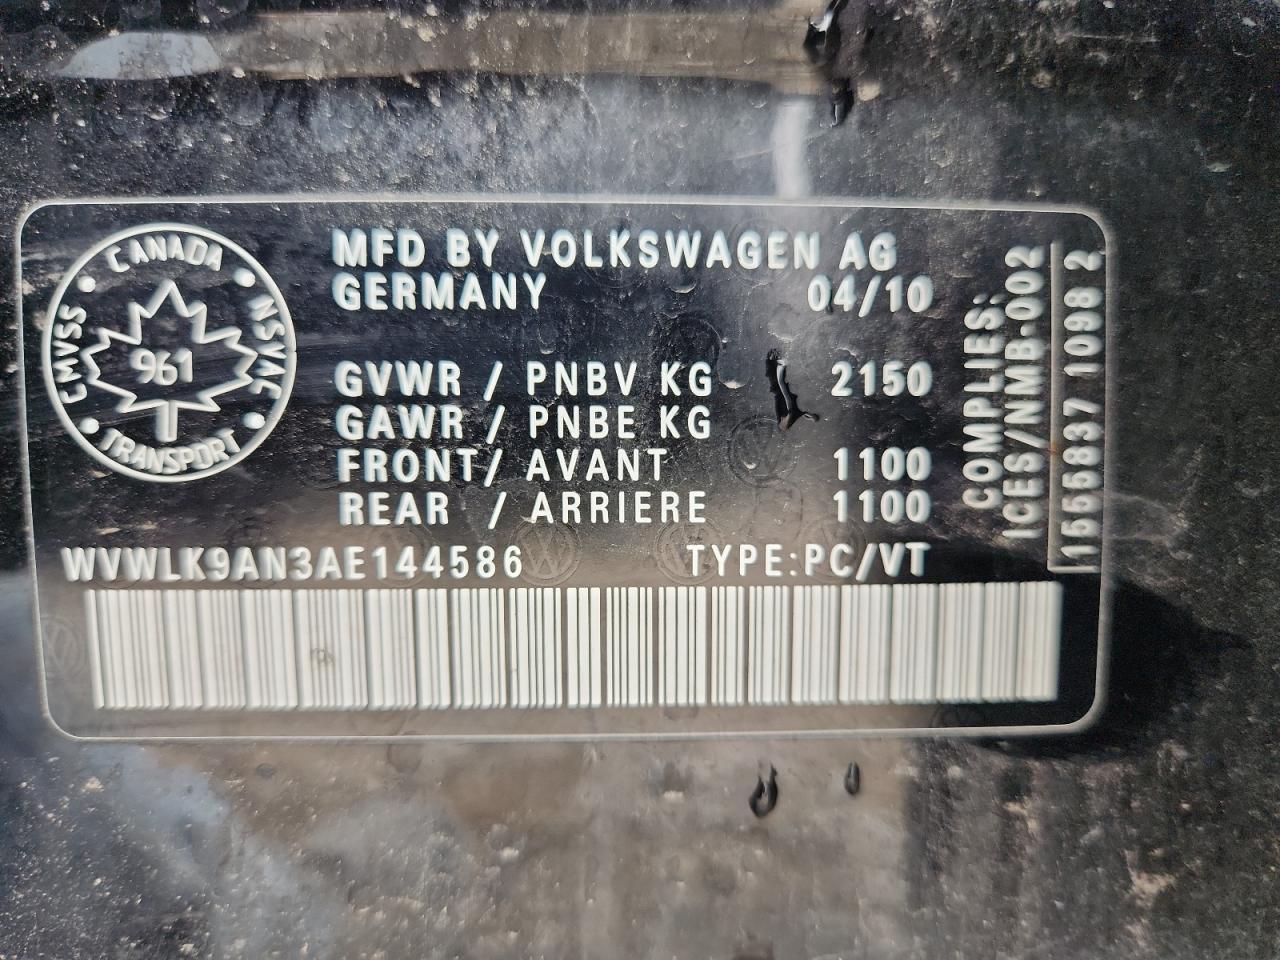 CANADA
CMVSS
NSVAC
961
TRANSPORT
MFD BY VOLKSWAGEN AG
GERMANY 04/10
GVWR / PNBV KG 2150
GAWR / PNBE KG
FRONT/ AVANT 1100
REAR / ARRIERE 1100
WVWLK9AN3AE144586 TYPE:PC/VT
COMPLIES:
ICES/NMB-002
155837 1098 2